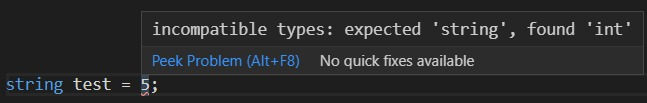 incompatible types: expected 'string', found 'int'
Peek Problem (Alt+F8) No quick fixes available
string test = 5;